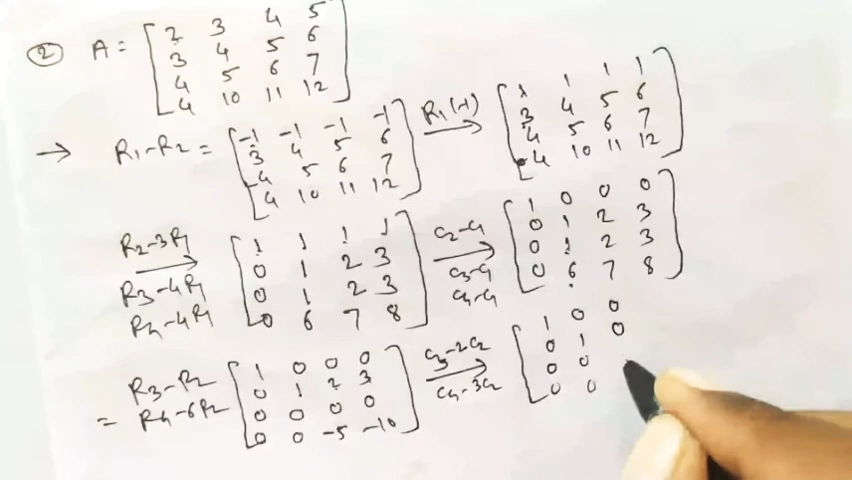 ② A = [ 2 3 4 5
3 4 5 6
4 5 6 7
4 10 11 12 ]
→ R1-R2 = [ -1 -1 -1 -1
3 4 5 6
4 5 6 7
4 10 11 12 ]
R1(-1) → [ 1 1 1 1
3 4 5 6
4 5 6 7
4 10 11 12 ]
R2-3R1
R3-4R1
R4-4R1
[ 1 1 1 1
0 1 2 3
0 1 2 3
0 6 7 8 ]
C2-C1
C3-C1
C4-C1
[ 1 0 0 0
0 1 2 3
0 1 2 3
0 6 7 8 ]
= R3-R2
R4-6R2
[ 1 0 0 0
0 1 2 3
0 0 0 0
0 0 -5 -10 ]
C3-2C2
C4-3C2
[ 1 0 0
0 1 0
0 0
0 0